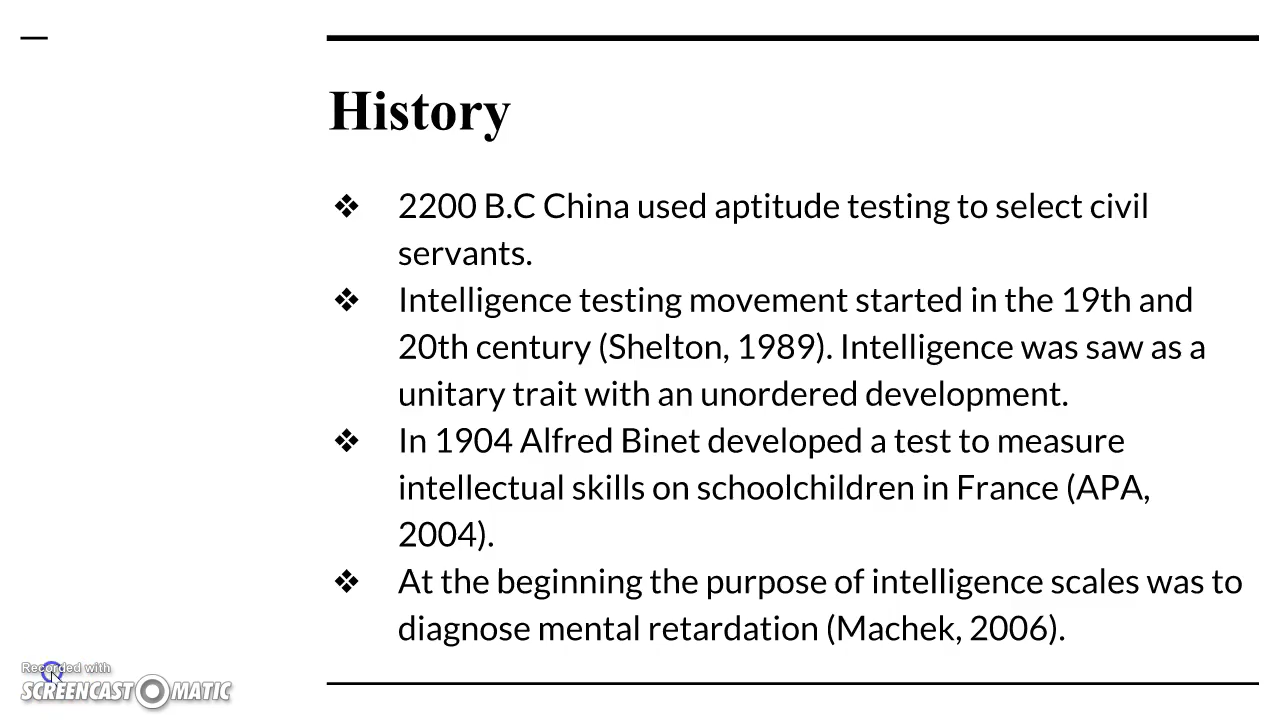 History
❖ 2200 B.C China used aptitude testing to select civil
servants.
❖ Intelligence testing movement started in the 19th and
20th century (Shelton, 1989). Intelligence was saw as a
unitary trait with an unordered development.
❖ In 1904 Alfred Binet developed a test to measure
intellectual skills on schoolchildren in France (APA,
2004).
❖ At the beginning the purpose of intelligence scales was to
diagnose mental retardation (Machek, 2006).
Recorded with
SCREENCAST-O-MATIC